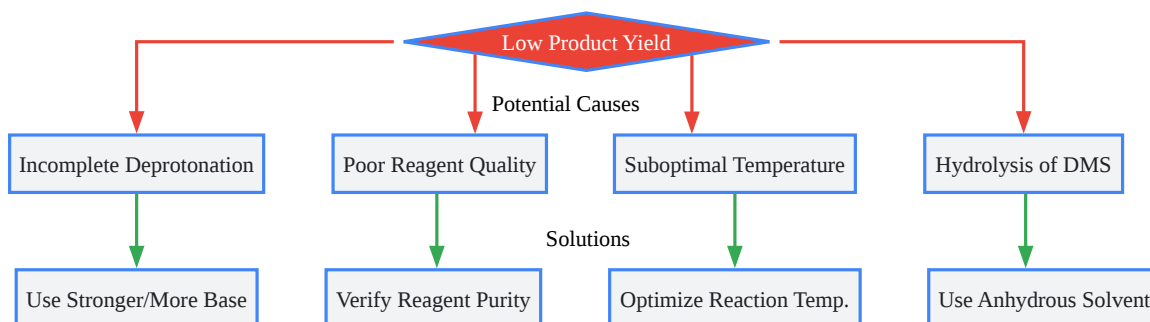 Low Product Yield
Potential Causes
Incomplete Deprotonation
Poor Reagent Quality
Suboptimal Temperature
Hydrolysis of DMS
Solutions
Use Stronger/More Base
Verify Reagent Purity
Optimize Reaction Temp.
Use Anhydrous Solvent